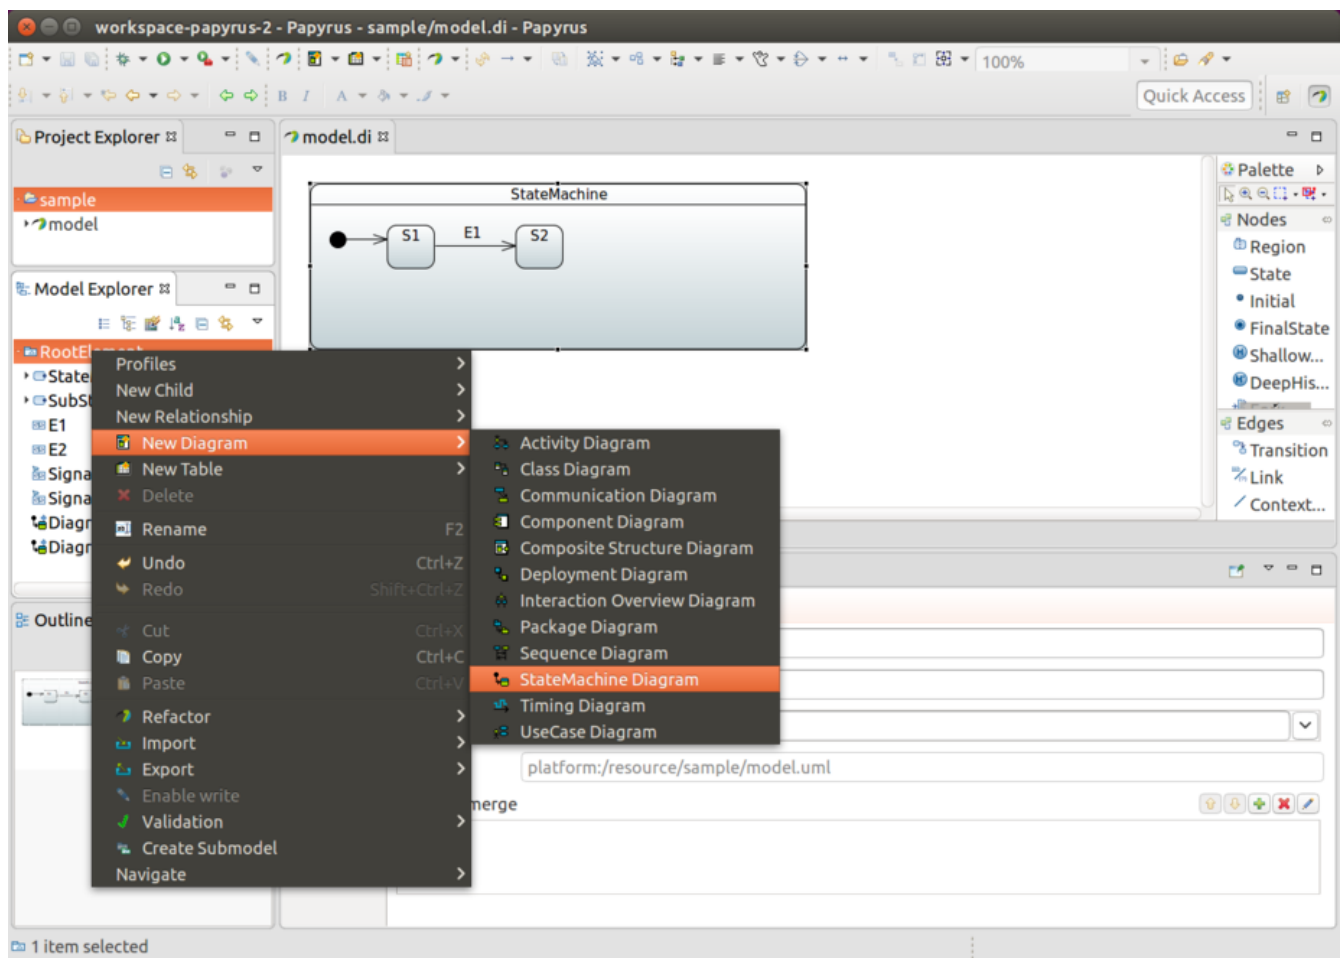 workspace-papyrus-2 - Papyrus - sample/model.di - Papyrus
100%
B I A
Quick Access
Project Explorer
model.di
sample
model
StateMachine
S1
E1
S2
Palette
Nodes
Region
State
Initial
FinalState
Shallow...
DeepHis...
Edges
Transition
Link
Context...
Model Explorer
RootElement
State
SubSt
E1
E2
Signa
Signa
Diagr
Diagr
Outline
Profiles
New Child
New Relationship
New Diagram
New Table
Delete
Rename F2
Undo Ctrl+Z
Redo Shift+Ctrl+Z
Cut Ctrl+X
Copy Ctrl+C
Paste Ctrl+V
Refactor
Import
Export
Enable write
Validation
Create Submodel
Navigate
Activity Diagram
Class Diagram
Communication Diagram
Component Diagram
Composite Structure Diagram
Deployment Diagram
Interaction Overview Diagram
Package Diagram
Sequence Diagram
StateMachine Diagram
Timing Diagram
UseCase Diagram
platform:/resource/sample/model.uml
merge
1 item selected